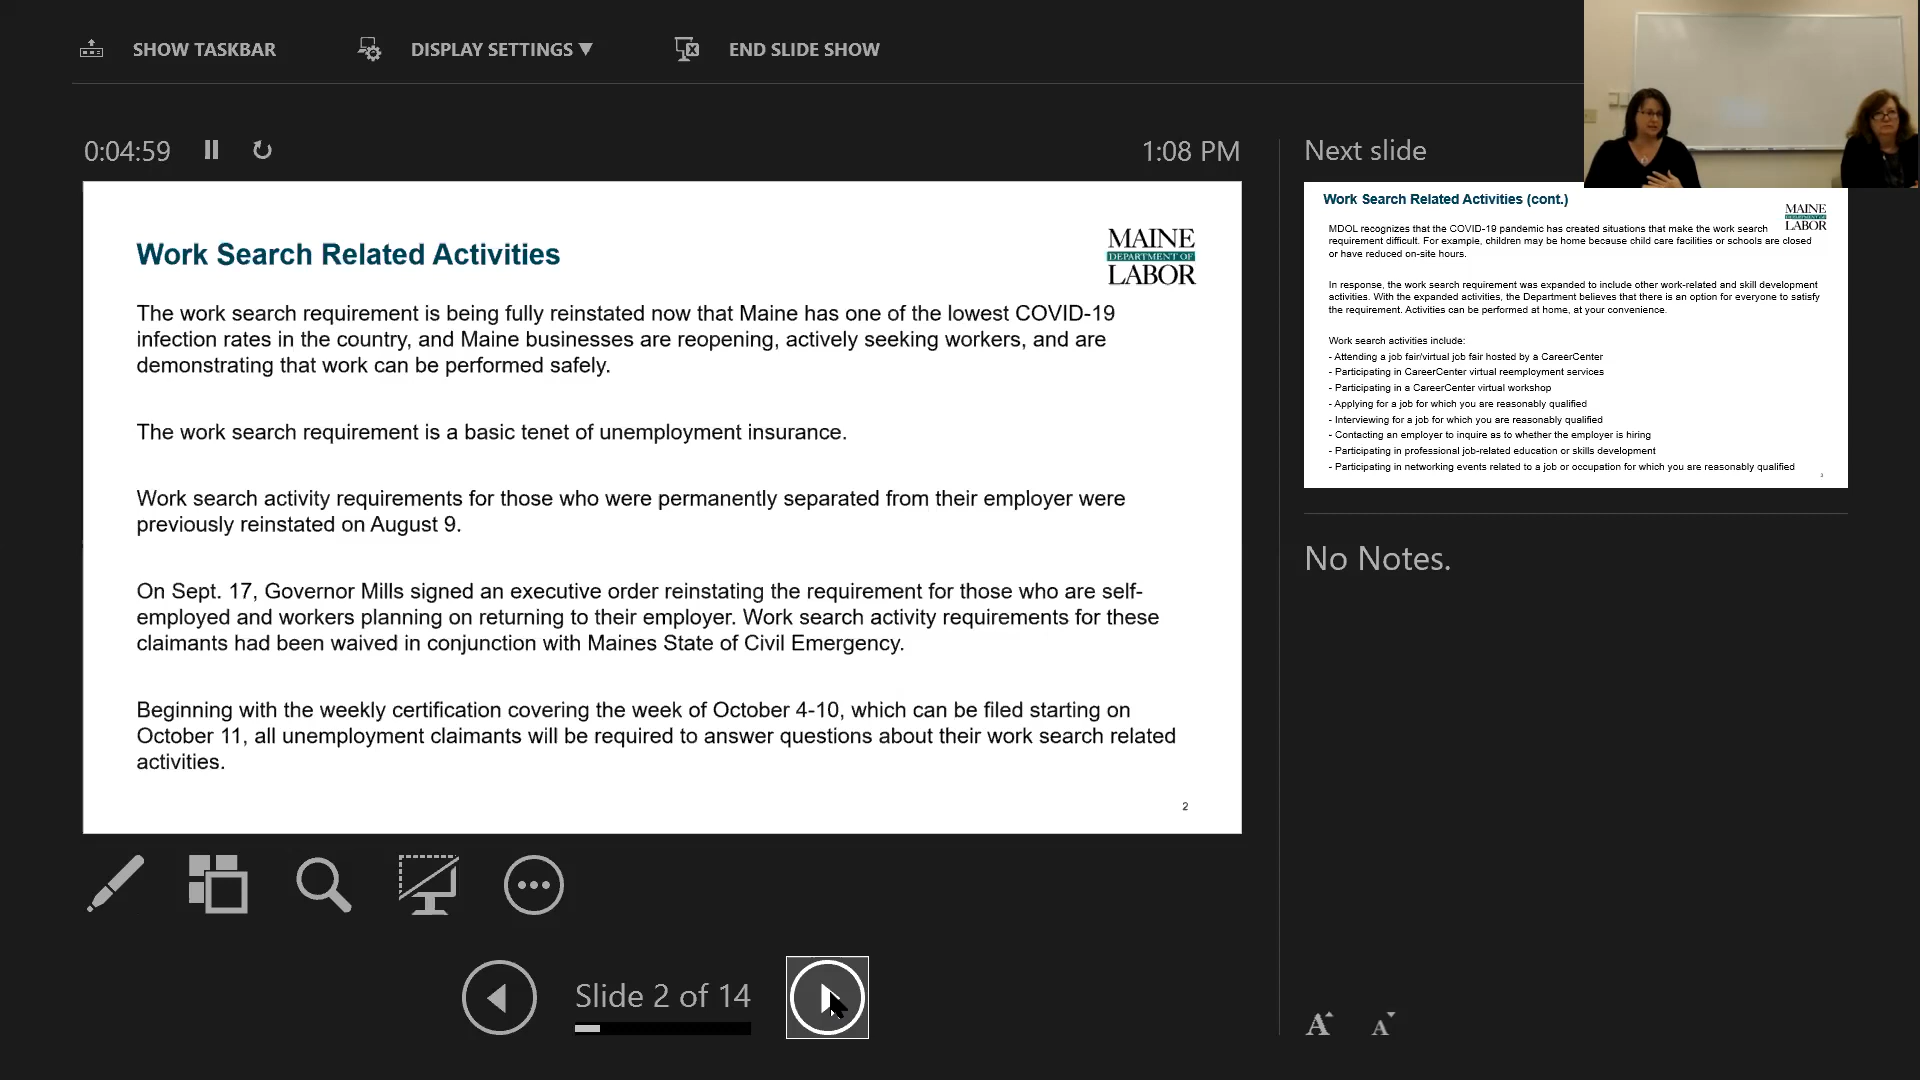 SHOW TASKBAR
DISPLAY SETTINGS ▼
END SLIDE SHOW
0:04:59
1:08 PM
Work Search Related Activities
MAINE
DEPARTMENT OF
LABOR
The work search requirement is being fully reinstated now that Maine has one of the lowest COVID-19
infection rates in the country, and Maine businesses are reopening, actively seeking workers, and are
demonstrating that work can be performed safely.
The work search requirement is a basic tenet of unemployment insurance.
Work search activity requirements for those who were permanently separated from their employer were
previously reinstated on August 9.
On Sept. 17, Governor Mills signed an executive order reinstating the requirement for those who are self-
employed and workers planning on returning to their employer. Work search activity requirements for these
claimants had been waived in conjunction with Maines State of Civil Emergency.
Beginning with the weekly certification covering the week of October 4-10, which can be filed starting on
October 11, all unemployment claimants will be required to answer questions about their work search related
activities.
2
Slide 2 of 14
Next slide
Work Search Related Activities (cont.)
MAINE
DEPARTMENT OF
LABOR
MDOL recognizes that the COVID-19 pandemic has created situations that make the work search
requirement difficult. For example, children may be home because child care facilities or schools are closed
or have reduced on-site hours.
In response, the work search requirement was expanded to include other work-related and skill development
activities. With the expanded activities, the Department believes that there is an option for everyone to satisfy
the requirement. Activities can be performed at home, at your convenience.
Work search activities include:
- Attending a job fair/virtual job fair hosted by a CareerCenter
- Participating in CareerCenter virtual reemployment services
- Participating in a CareerCenter virtual workshop
- Applying for a job for which you are reasonably qualified
- Interviewing for a job for which you are reasonably qualified
- Contacting an employer to inquire as to whether the employer is hiring
- Participating in professional job-related education or skills development
- Participating in networking events related to a job or occupation for which you are reasonably qualified
3
No Notes.
A A